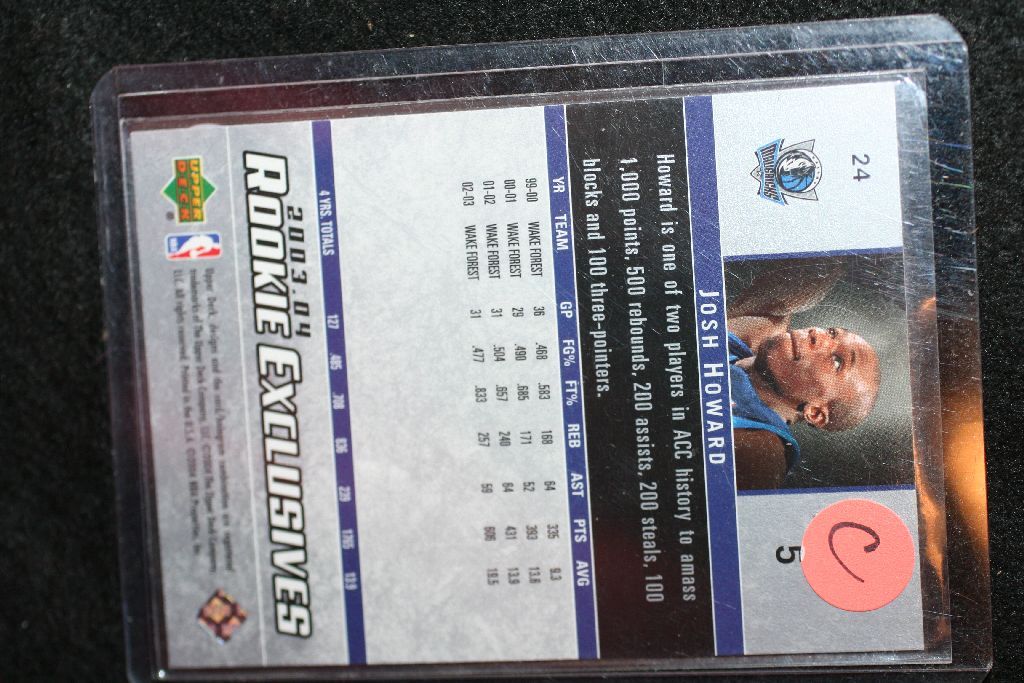 24
MAVERICKS
C
5
JOSH HOWARD
Howard is one of two players in ACC history to amass
1,000 points, 500 rebounds, 200 assists, 200 steals, 100
blocks and 100 three-pointers.
YR TEAM GP FG% FT% REB AST PTS AVG
99-00 WAKE FOREST 36 .468 .583 168 64 335 9.3
00-01 WAKE FOREST 29 .490 .685 171 52 393 13.6
01-02 WAKE FOREST 31 .504 .657 240 64 431 13.9
02-03 WAKE FOREST 31 .477 .833 257 59 606 19.5
4 YRS. TOTALS 127 .485 .708 836 239 1765 13.9
2003.04
ROOKIE EXCLUSIVES
UPPER
DECK
NBA